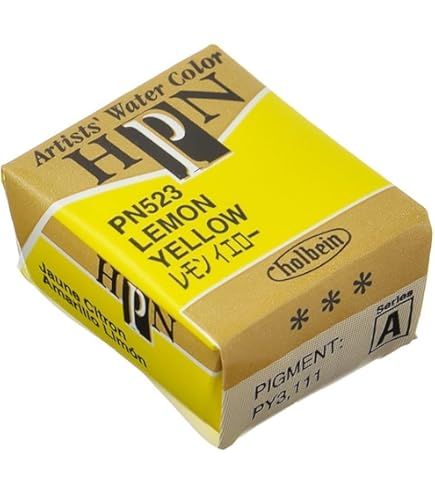 Artists' Water Color
HPN
PN523
LEMON
YELLOW
レモン イエロー
holbein
***
Series
A
PIGMENT:
PY3, 111
HPN
Jaune Citron
Amarillo Limón